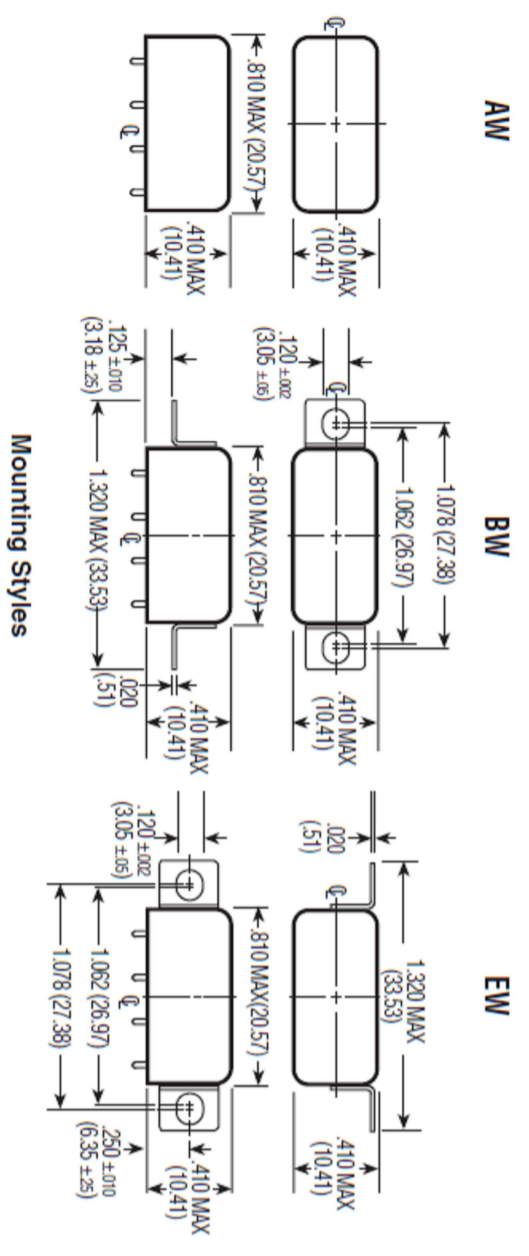 AW
℄
.410 MAX
(10.41)
.810 MAX (20.57)
℄
.410 MAX
(10.41)
BW
1.078 (27.38)
1.062 (26.97)
℄
.120 ±.002
(3.05 ±.05)
.410 MAX
(10.41)
.810 MAX (20.57)
℄
.125 ±.010
(3.18 ±.25)
1.320 MAX (33.53)
.020
(.51)
.410 MAX
(10.41)
EW
1.320 MAX
(33.53)
℄
.020
(.51)
.410 MAX
(10.41)
.810 MAX(20.57)
℄
.120 ±.002
(3.05 ±.05)
1.062 (26.97)
1.078 (27.38)
.250 ±.010
(6.35 ±.25)
.410 MAX
(10.41)
Mounting Styles